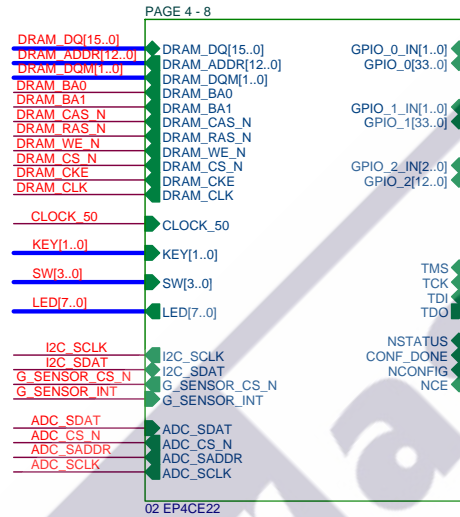 PAGE 4 - 8
DRAM_DQ[15..0] DRAM_DQ[15..0] GPIO_0_IN[1..0]
DRAM_ADDR[12..0] DRAM_ADDR[12..0] GPIO_0[33..0]
DRAM_DQM[1..0] DRAM_DQM[1..0]
DRAM_BA0 DRAM_BA0
DRAM_BA1 DRAM_BA1 GPIO_1_IN[1..0]
DRAM_CAS_N DRAM_CAS_N GPIO_1[33..0]
DRAM_RAS_N DRAM_RAS_N
DRAM_WE_N DRAM_WE_N
DRAM_CS_N DRAM_CS_N GPIO_2_IN[2..0]
DRAM_CKE DRAM_CKE GPIO_2[12..0]
DRAM_CLK DRAM_CLK
CLOCK_50 CLOCK_50
KEY[1..0] KEY[1..0]
TMS
SW[3..0] SW[3..0] TCK
TDI
LED[7..0] LED[7..0] TDO
NSTATUS
I2C_SCLK I2C_SCLK CONF_DONE
I2C_SDAT I2C_SDAT NCONFIG
G_SENSOR_CS_N G_SENSOR_CS_N NCE
G_SENSOR_INT G_SENSOR_INT
ADC_SDAT ADC_SDAT
ADC_CS_N ADC_CS_N
ADC_SADDR ADC_SADDR
ADC_SCLK ADC_SCLK
02 EP4CE22